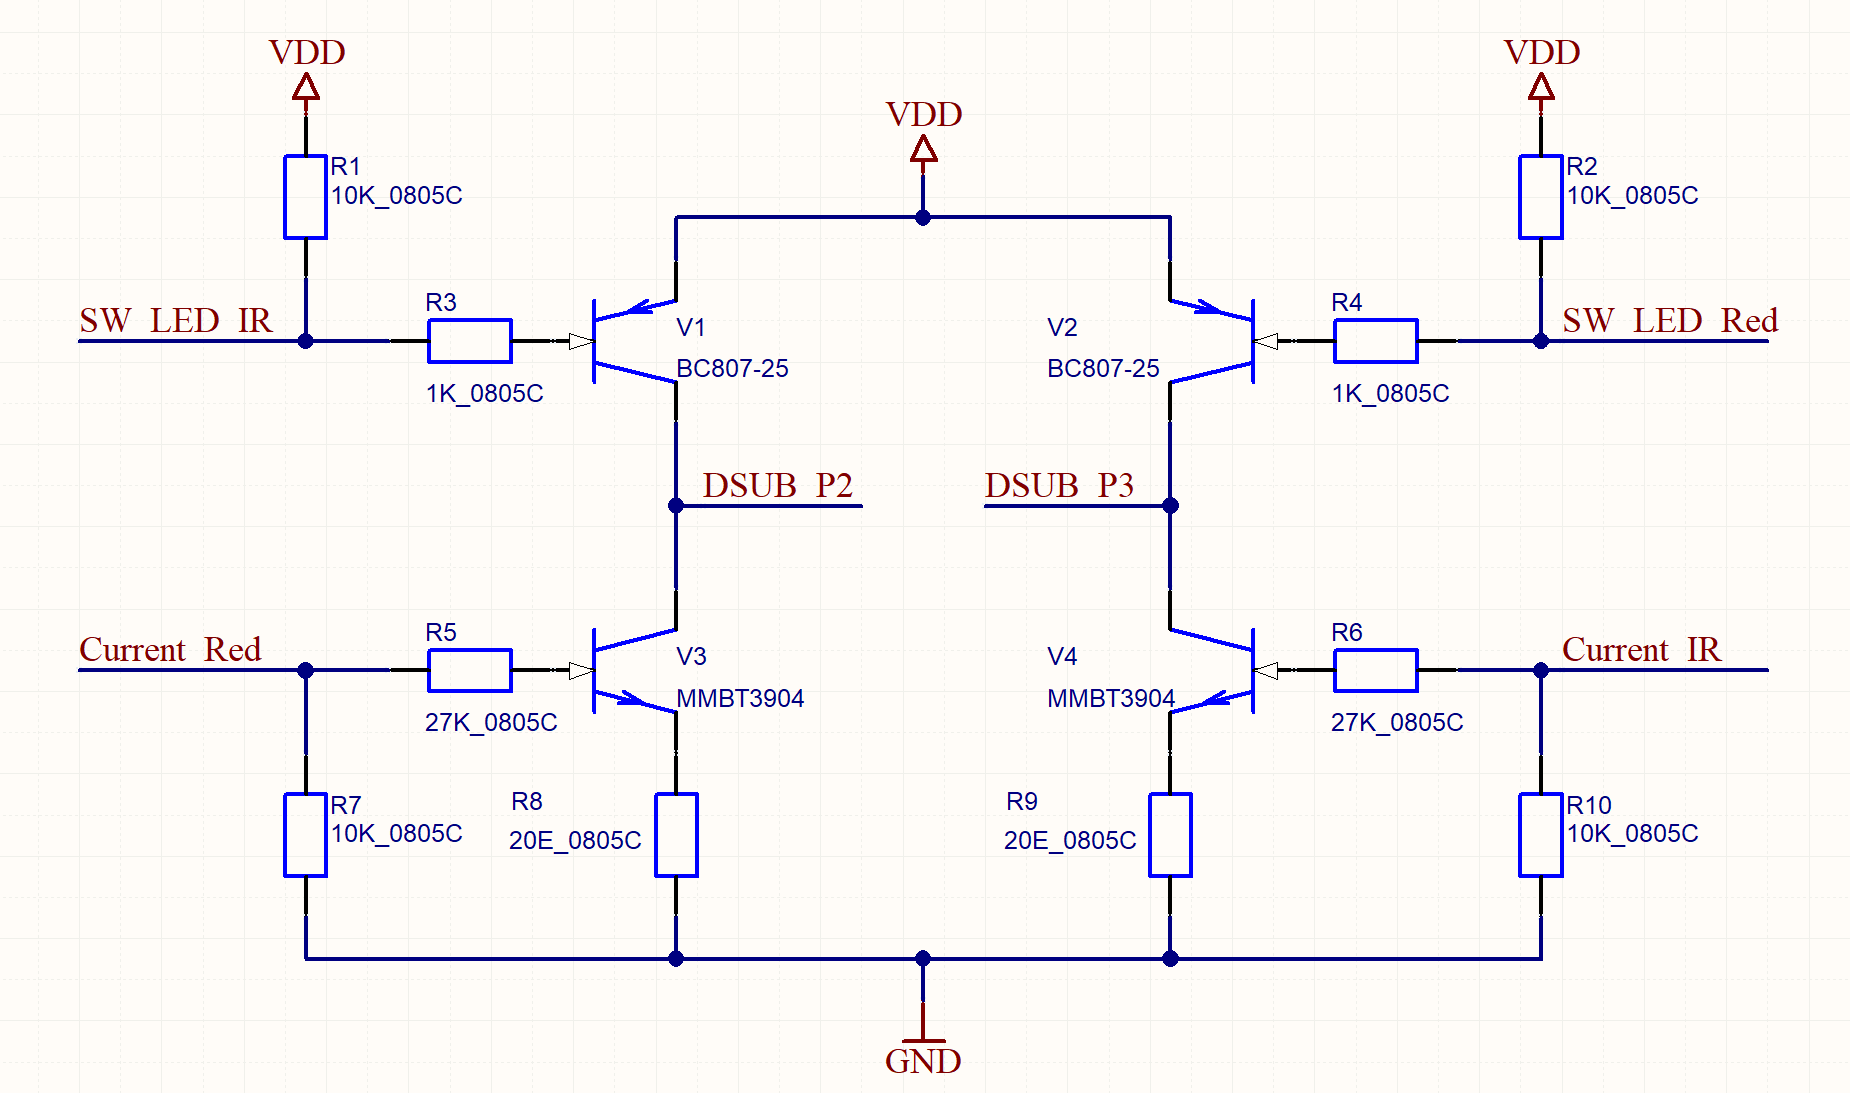 VDD
VDD
VDD
R1
10K_0805C
R2
10K_0805C
SW_LED_IR
R3
1K_0805C
V1
BC807-25
V2
BC807-25
R4
1K_0805C
SW_LED_Red
DSUB_P2
DSUB_P3
Current_Red
R5
27K_0805C
V3
MMBT3904
V4
MMBT3904
R6
27K_0805C
Current_IR
R7
10K_0805C
R8
20E_0805C
R9
20E_0805C
R10
10K_0805C
GND